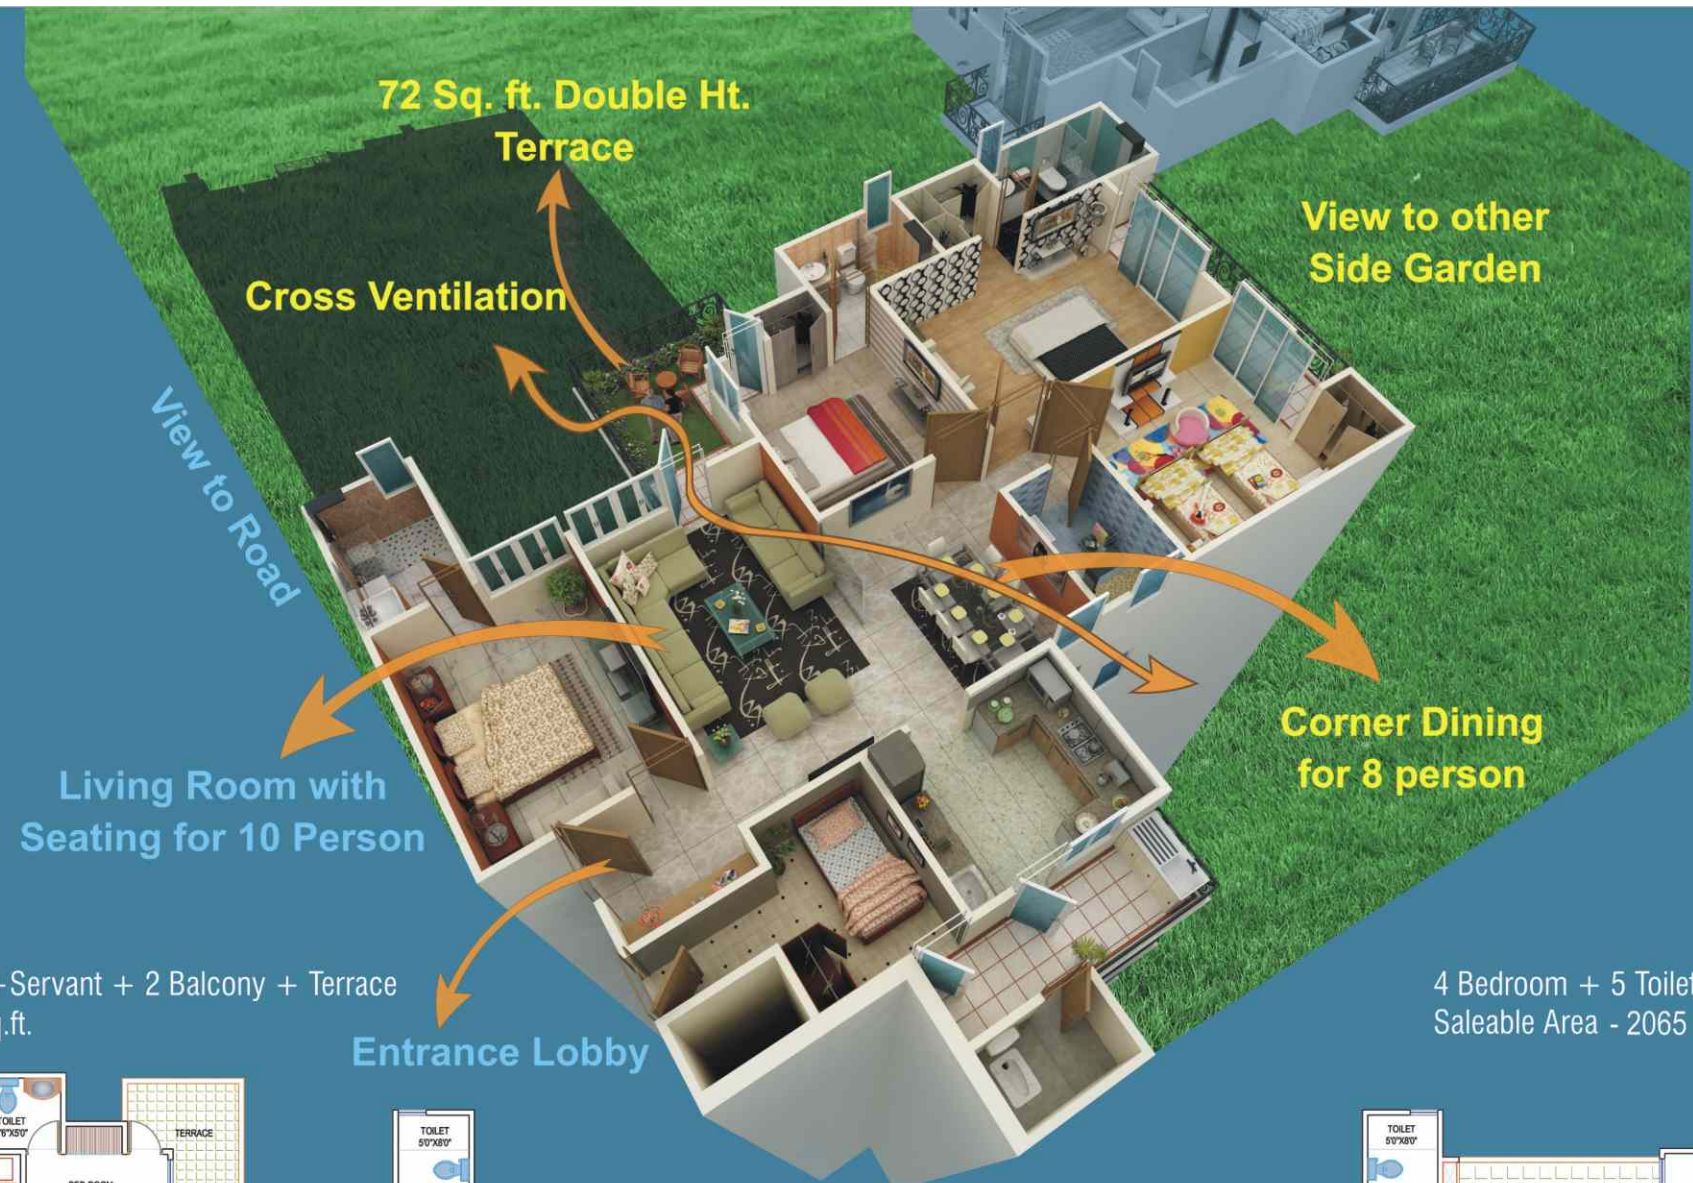 72 Sq. ft. Double Ht.
Terrace
Cross Ventilation
View to other
Side Garden
View to Road
Corner Dining
for 8 person
Living Room with
Seating for 10 Person
Entrance Lobby
Servant + 2 Balcony + Terrace
.ft.
4 Bedroom + 5 Toilet
Saleable Area - 2065
TOILET
TERRACE
TOILET
5'0"X8'0"
TOILET
5'0"X8'0"